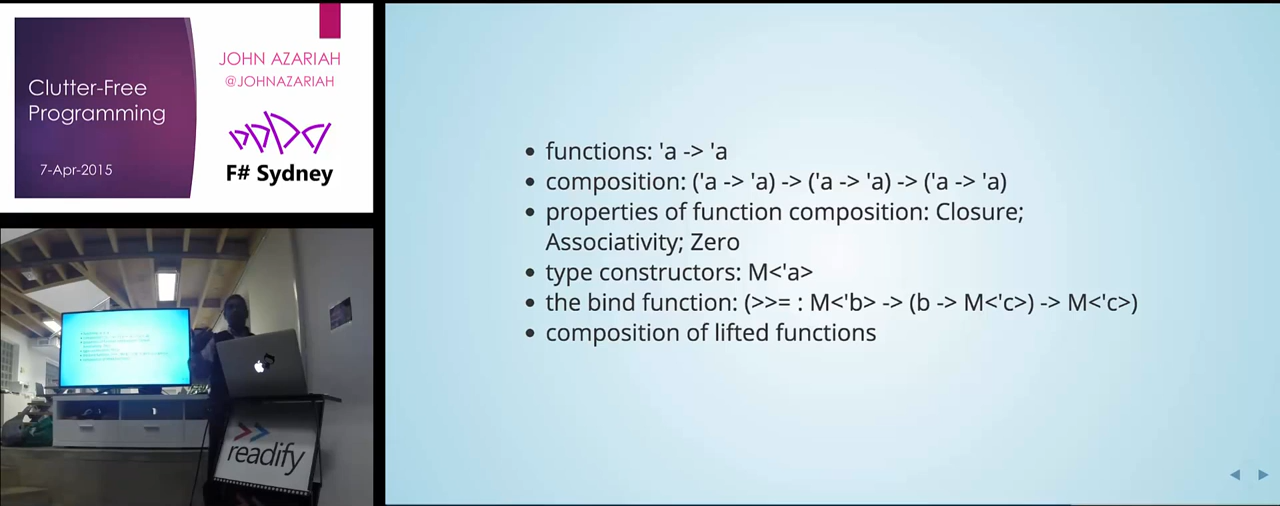 Clutter-Free
Programming
7-Apr-2015
JOHN AZARIAH
@JOHNAZARIAH
F# Sydney
readify
• functions: 'a -> 'a
• composition: ('a -> 'a) -> ('a -> 'a) -> ('a -> 'a)
• properties of function composition: Closure;
Associativity; Zero
• type constructors: M<'a>
• the bind function: (>>= : M<'b> -> (b -> M<'c>) -> M<'c>)
• composition of lifted functions